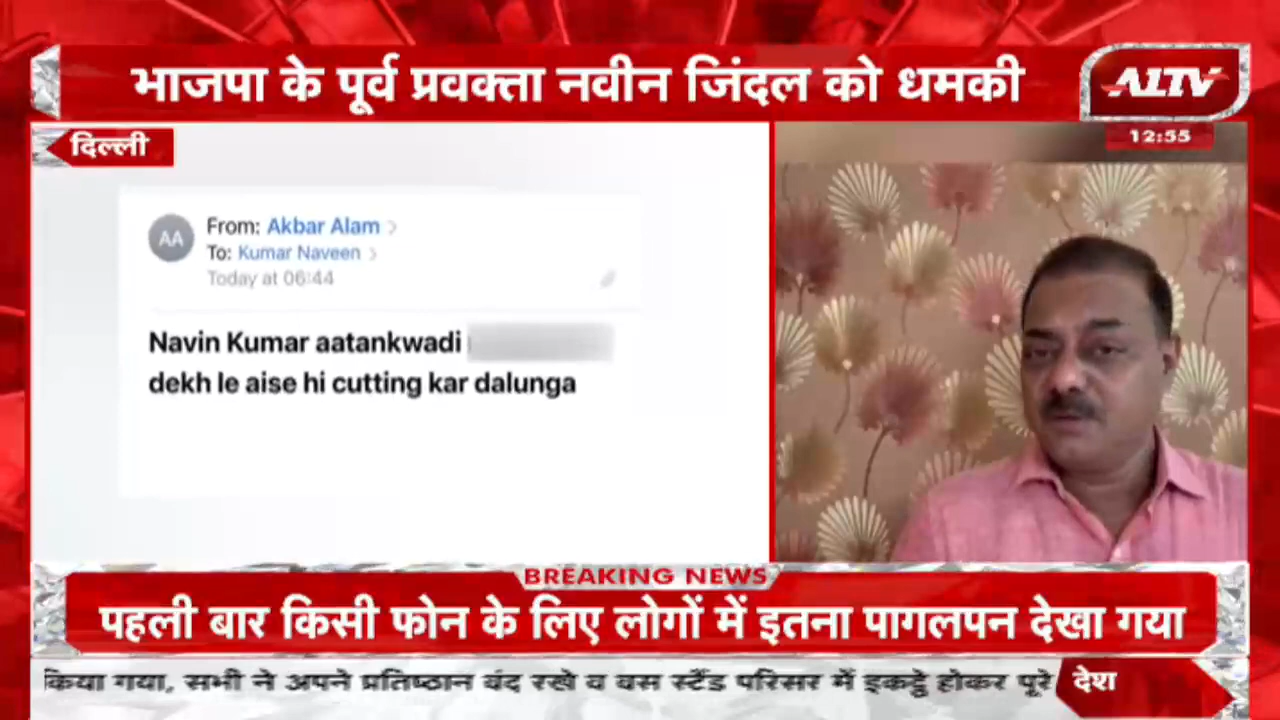 भाजपा के पूर्व प्रवक्ता नवीन जिंदल को धमकी
A1TV
12:55
दिल्ली
AA
From: Akbar Alam >
To: Kumar Naveen >
Today at 06:44
Navin Kumar aatankwadi
dekh le aise hi cutting kar dalunga
BREAKING NEWS
पहली बार किसी फोन के लिए लोगों में इतना पागलपन देखा गया
किया गया, सभी ने अपने प्रतिष्ठान बंद रखे व बस स्टैंड परिसर में इकट्ठे होकर पूरे
देश